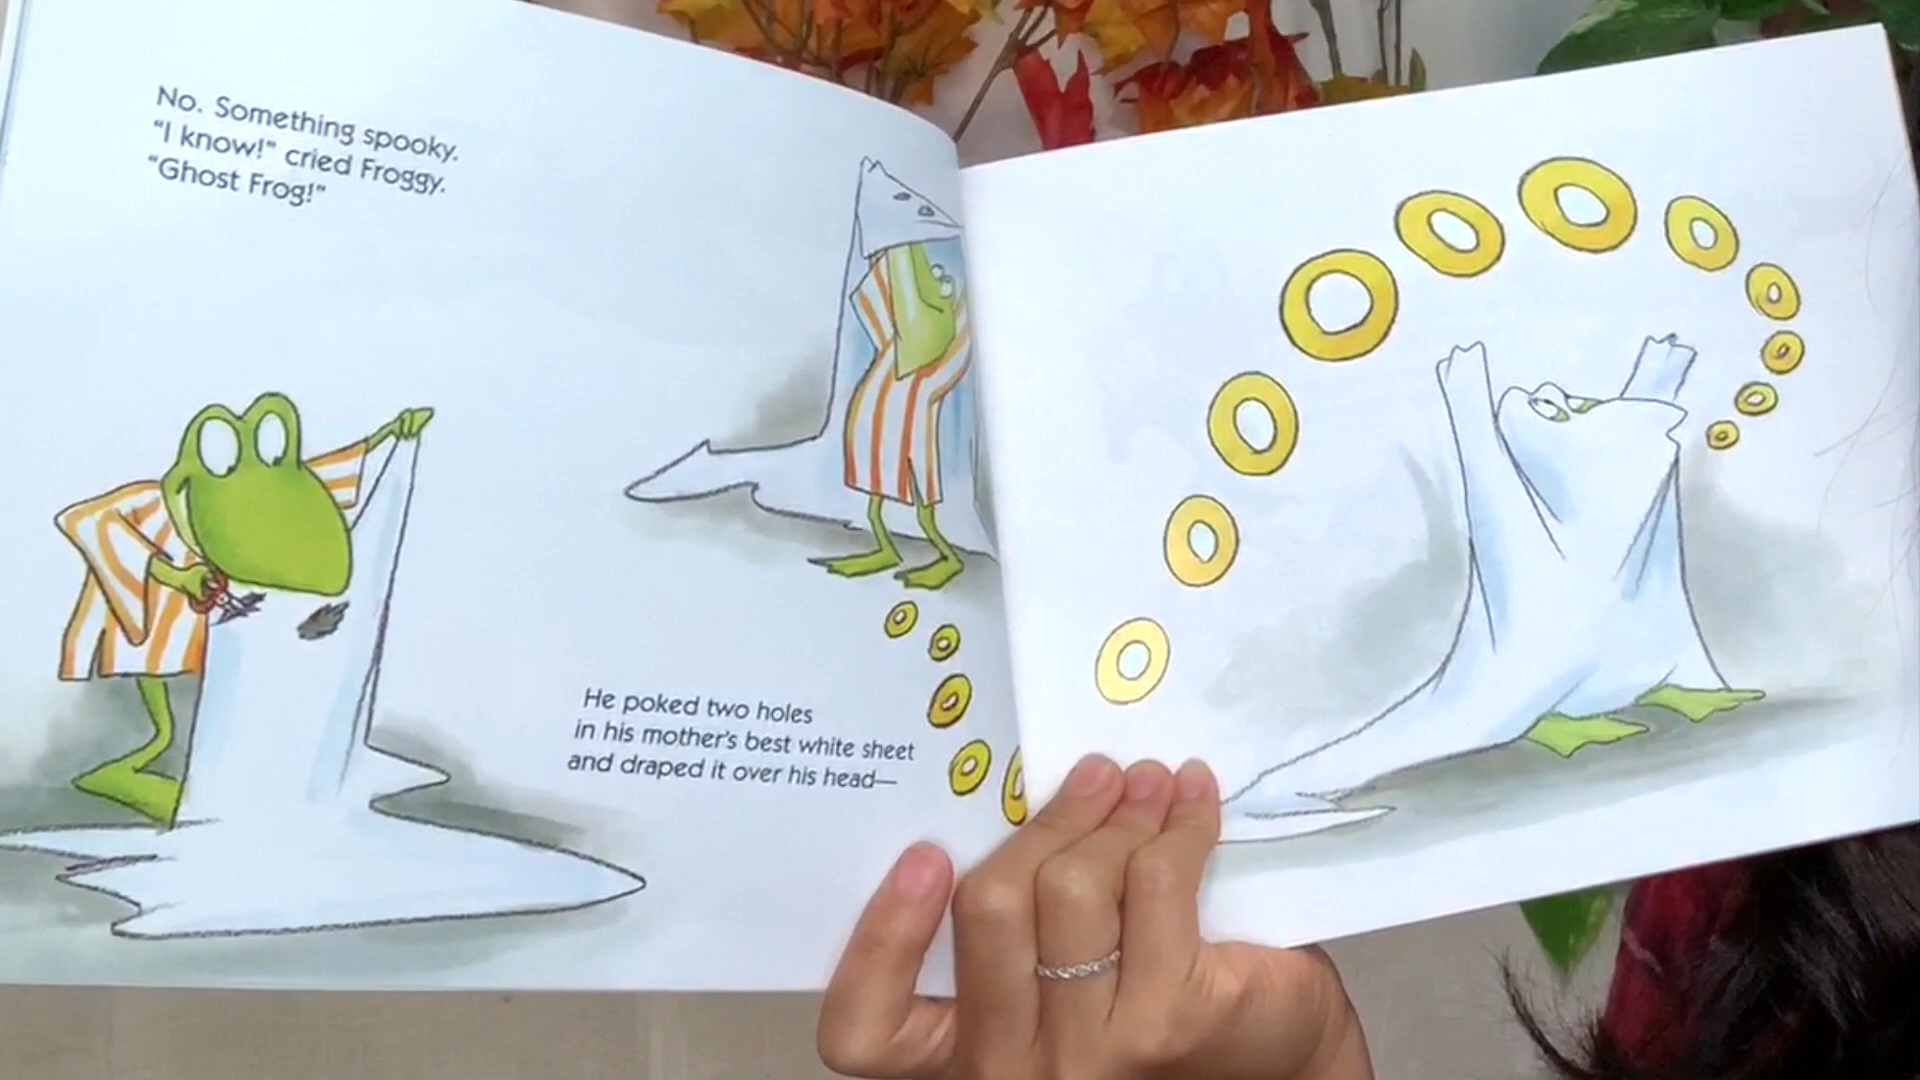 No. Something spooky.
"I know!" cried Froggy.
"Ghost Frog!"
He poked two holes
in his mother's best white sheet
and draped it over his head—